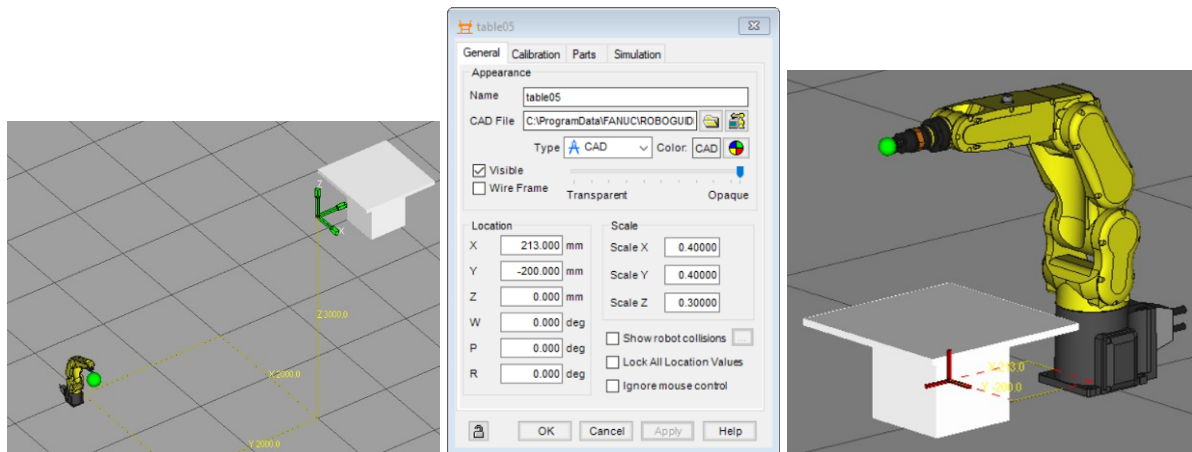 Z
X
Z 3000.0
X 2000.0
Y 2000.0
table05
General Calibration Parts Simulation
Appearance
Name table05
CAD File C:\ProgramData\FANUC\ROBOGUID
Type CAD Color: CAD
Visible
Wire Frame Transparent Opaque
Location Scale
X 213.000 mm Scale X 0.40000
Y -200.000 mm Scale Y 0.40000
Z 0.000 mm Scale Z 0.30000
W 0.000 deg Show robot collisions ...
P 0.000 deg Lock All Location Values
R 0.000 deg Ignore mouse control
OK Cancel Apply Help
X 213.0
Y -200.0